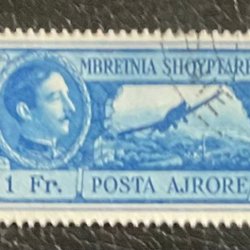 MBRETNIA SHQYPTARE
1 Fr. POSTA AJRORE